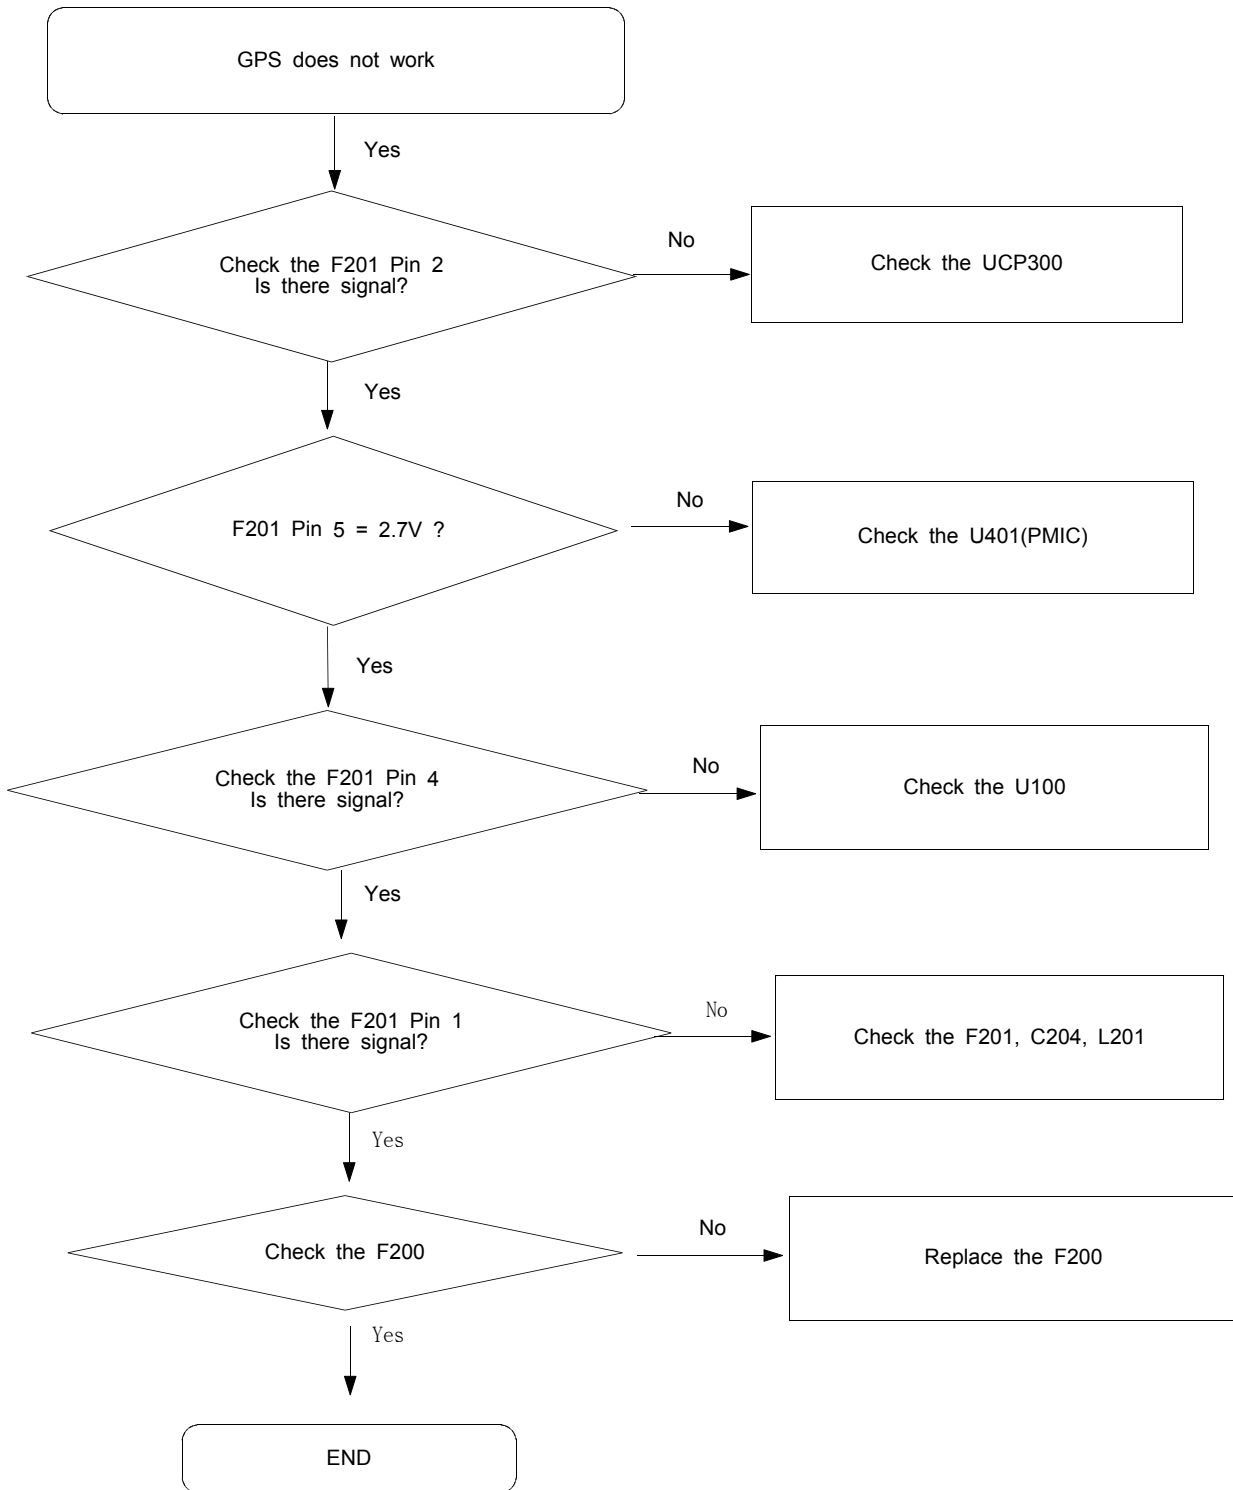 GPS does not work
Yes
Check the F201 Pin 2
Is there signal?
No
Check the UCP300
Yes
F201 Pin 5 = 2.7V ?
No
Check the U401(PMIC)
Yes
Check the F201 Pin 4
Is there signal?
No
Check the U100
Yes
Check the F201 Pin 1
Is there signal?
No
Check the F201, C204, L201
Yes
Check the F200
No
Replace the F200
Yes
END